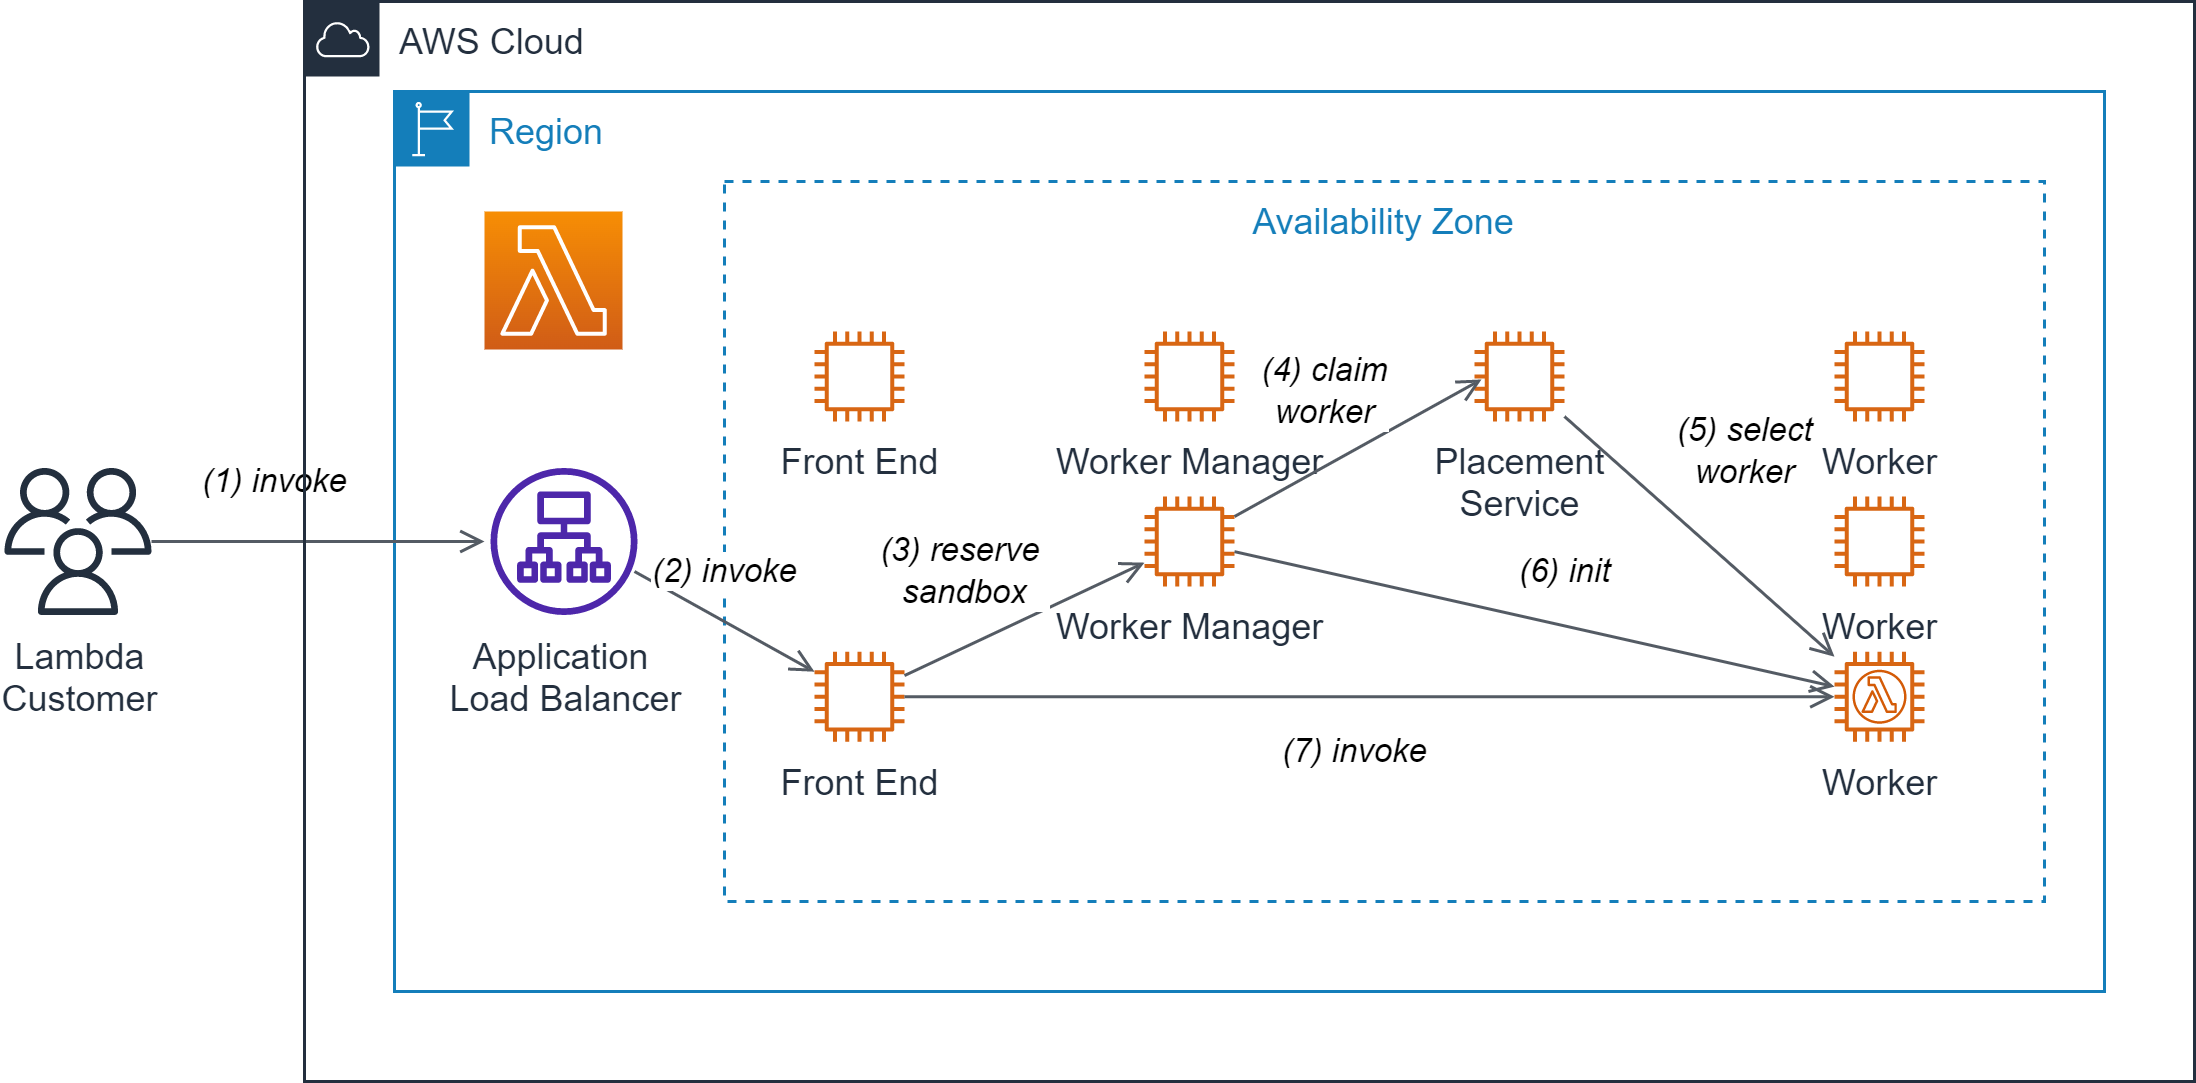 AWS Cloud
Region
Availability Zone
(4) claim
worker
(5) select
worker
Front End
Worker Manager
Placement
Service
Worker
(1) invoke
(2) invoke
(3) reserve
sandbox
(6) init
Worker Manager
Worker
Lambda
Customer
Application
Load Balancer
(7) invoke
Front End
Worker